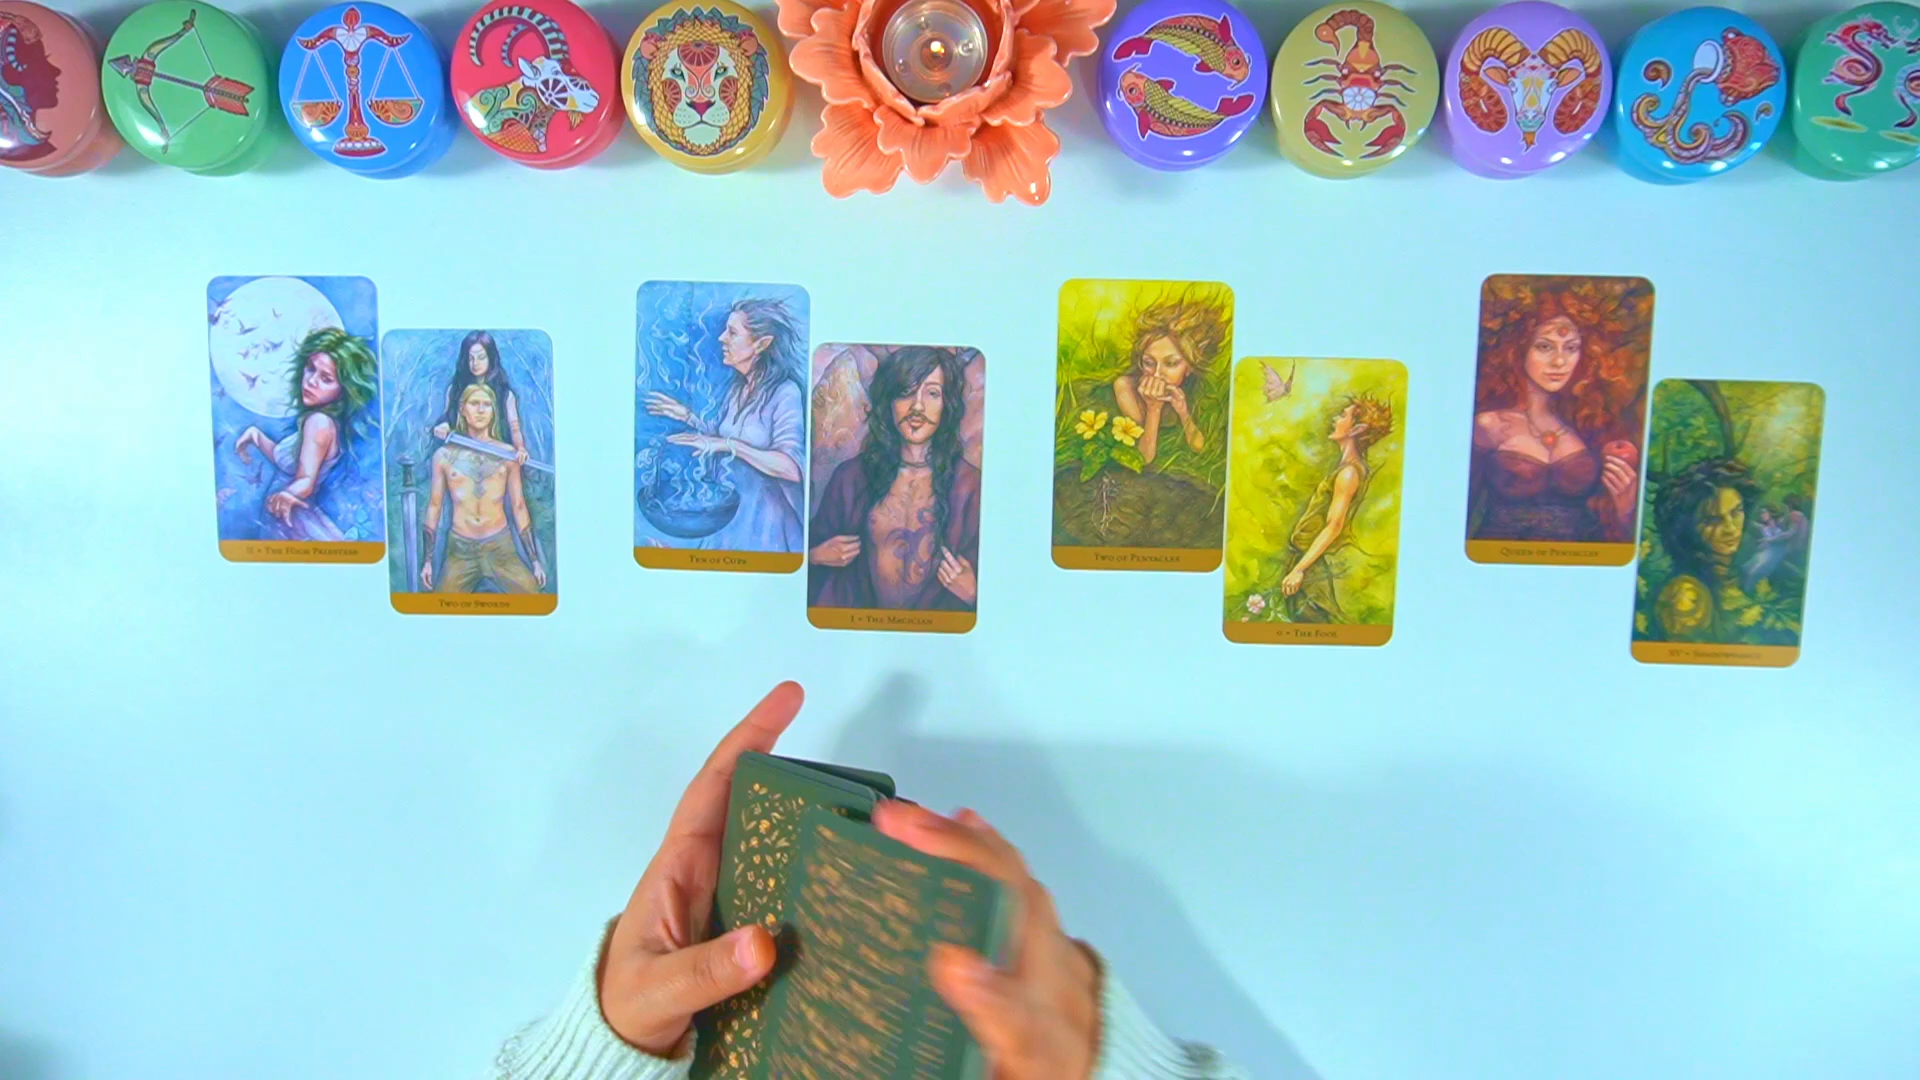 II • The High Priestess
Two of Swords
Ten of Cups
I • The Magician
Two of Pentacles
0 • The Fool
Queen of Pentacles
XV •